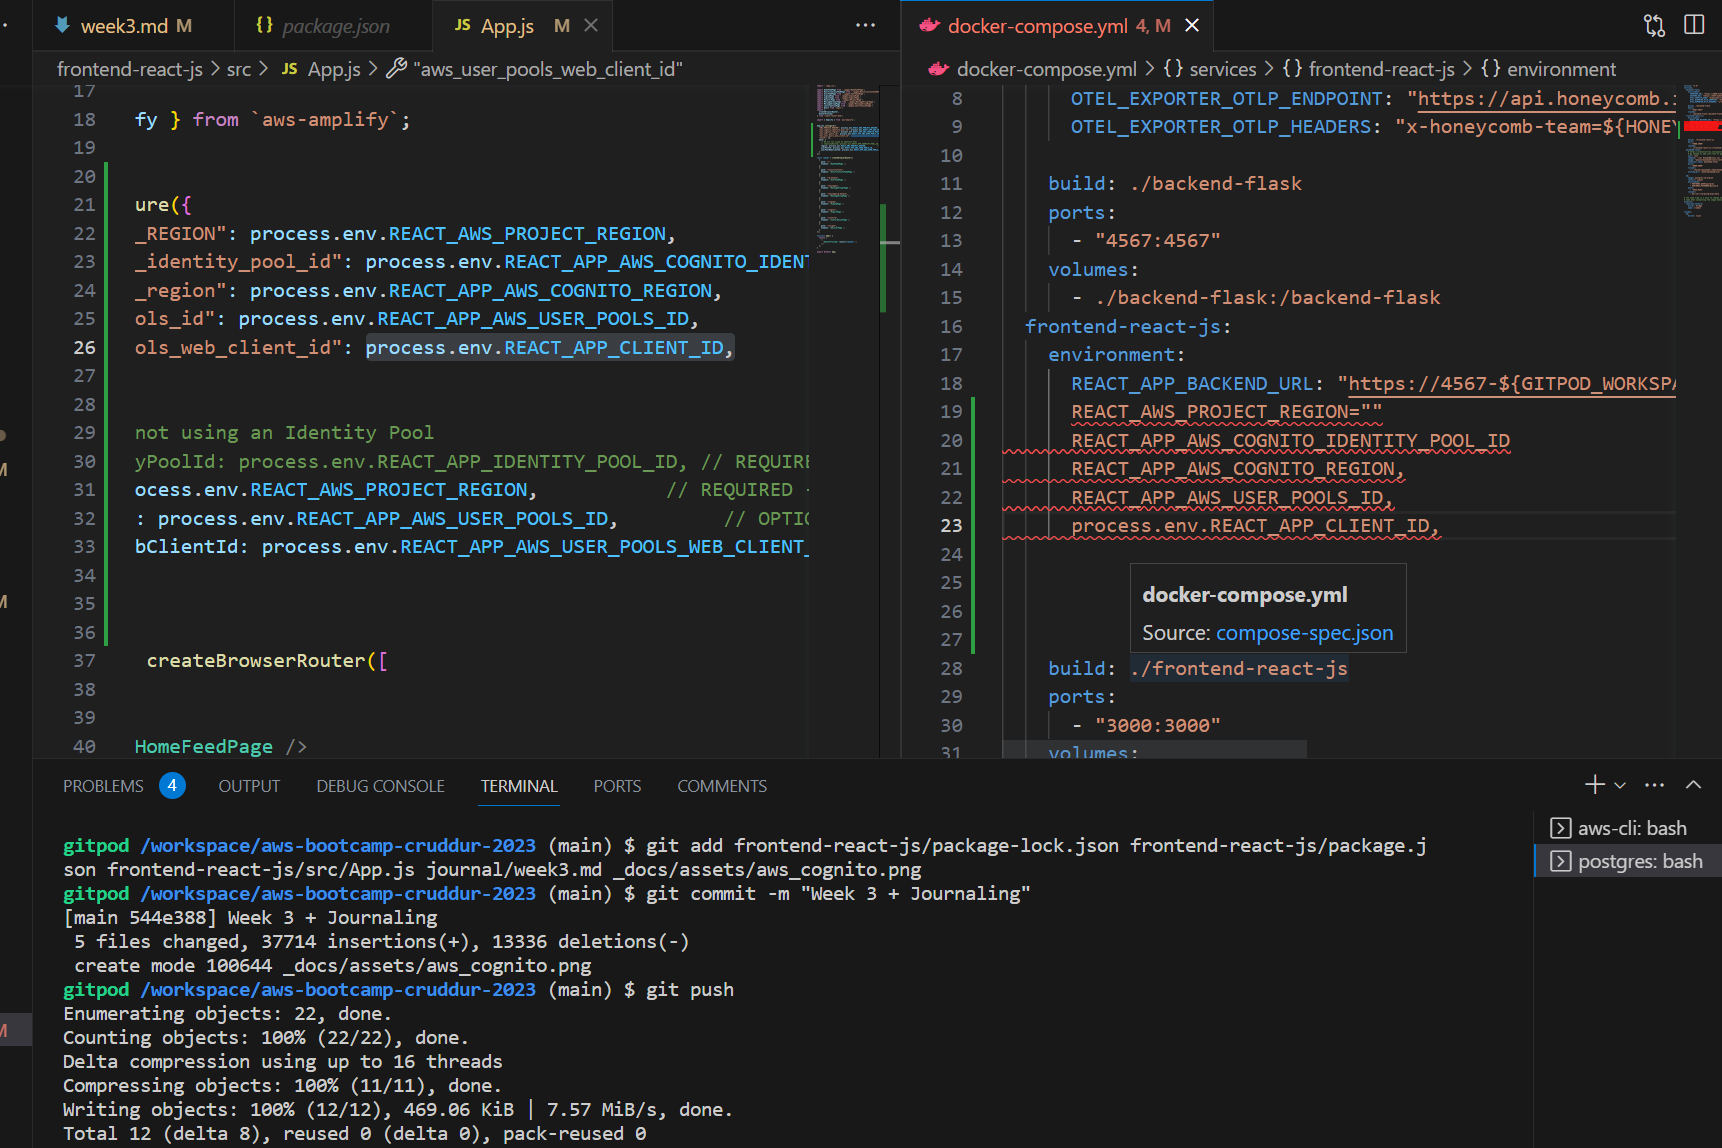 week3.md M
{} package.json
JS App.js M
docker-compose.yml 4, M
frontend-react-js > src > JS App.js > "aws_user_pools_web_client_id"
docker-compose.yml > {} services > {} frontend-react-js > {} environment
17
18 fy } from `aws-amplify`;
19
20
21 ure({
22 _REGION": process.env.REACT_AWS_PROJECT_REGION,
23 _identity_pool_id": process.env.REACT_APP_AWS_COGNITO_IDENT
24 _region": process.env.REACT_APP_AWS_COGNITO_REGION,
25 ols_id": process.env.REACT_APP_AWS_USER_POOLS_ID,
26 ols_web_client_id": process.env.REACT_APP_CLIENT_ID,
27
28
29 not using an Identity Pool
30 yPoolId: process.env.REACT_APP_IDENTITY_POOL_ID, // REQUIRE
31 ocess.env.REACT_AWS_PROJECT_REGION, // REQUIRED -
32 : process.env.REACT_APP_AWS_USER_POOLS_ID, // OPTIO
33 bClientId: process.env.REACT_APP_AWS_USER_POOLS_WEB_CLIENT_
34
35
36
37 createBrowserRouter([
38
39
40 HomeFeedPage />
8 OTEL_EXPORTER_OTLP_ENDPOINT: "https://api.honeycomb.
9 OTEL_EXPORTER_OTLP_HEADERS: "x-honeycomb-team=${HONEY
10
11 build: ./backend-flask
12 ports:
13 - "4567:4567"
14 volumes:
15 - ./backend-flask:/backend-flask
16 frontend-react-js:
17 environment:
18 REACT_APP_BACKEND_URL: "https://4567-${GITPOD_WORKSPA
19 REACT_AWS_PROJECT_REGION=""
20 REACT_APP_AWS_COGNITO_IDENTITY_POOL_ID
21 REACT_APP_AWS_COGNITO_REGION,
22 REACT_APP_AWS_USER_POOLS_ID,
23 process.env.REACT_APP_CLIENT_ID,
24
25
26
27
docker-compose.yml
Source: compose-spec.json
28 build: ./frontend-react-js
29 ports:
30 - "3000:3000"
31 volumes:
PROBLEMS 4 OUTPUT DEBUG CONSOLE TERMINAL PORTS COMMENTS
gitpod /workspace/aws-bootcamp-cruddur-2023 (main) $ git add frontend-react-js/package-lock.json frontend-react-js/package.j
son frontend-react-js/src/App.js journal/week3.md _docs/assets/aws_cognito.png
gitpod /workspace/aws-bootcamp-cruddur-2023 (main) $ git commit -m "Week 3 + Journaling"
[main 544e388] Week 3 + Journaling
5 files changed, 37714 insertions(+), 13336 deletions(-)
create mode 100644 _docs/assets/aws_cognito.png
gitpod /workspace/aws-bootcamp-cruddur-2023 (main) $ git push
Enumerating objects: 22, done.
Counting objects: 100% (22/22), done.
Delta compression using up to 16 threads
Compressing objects: 100% (11/11), done.
Writing objects: 100% (12/12), 469.06 KiB | 7.57 MiB/s, done.
Total 12 (delta 8), reused 0 (delta 0), pack-reused 0
aws-cli: bash
postgres: bash
M
M
M